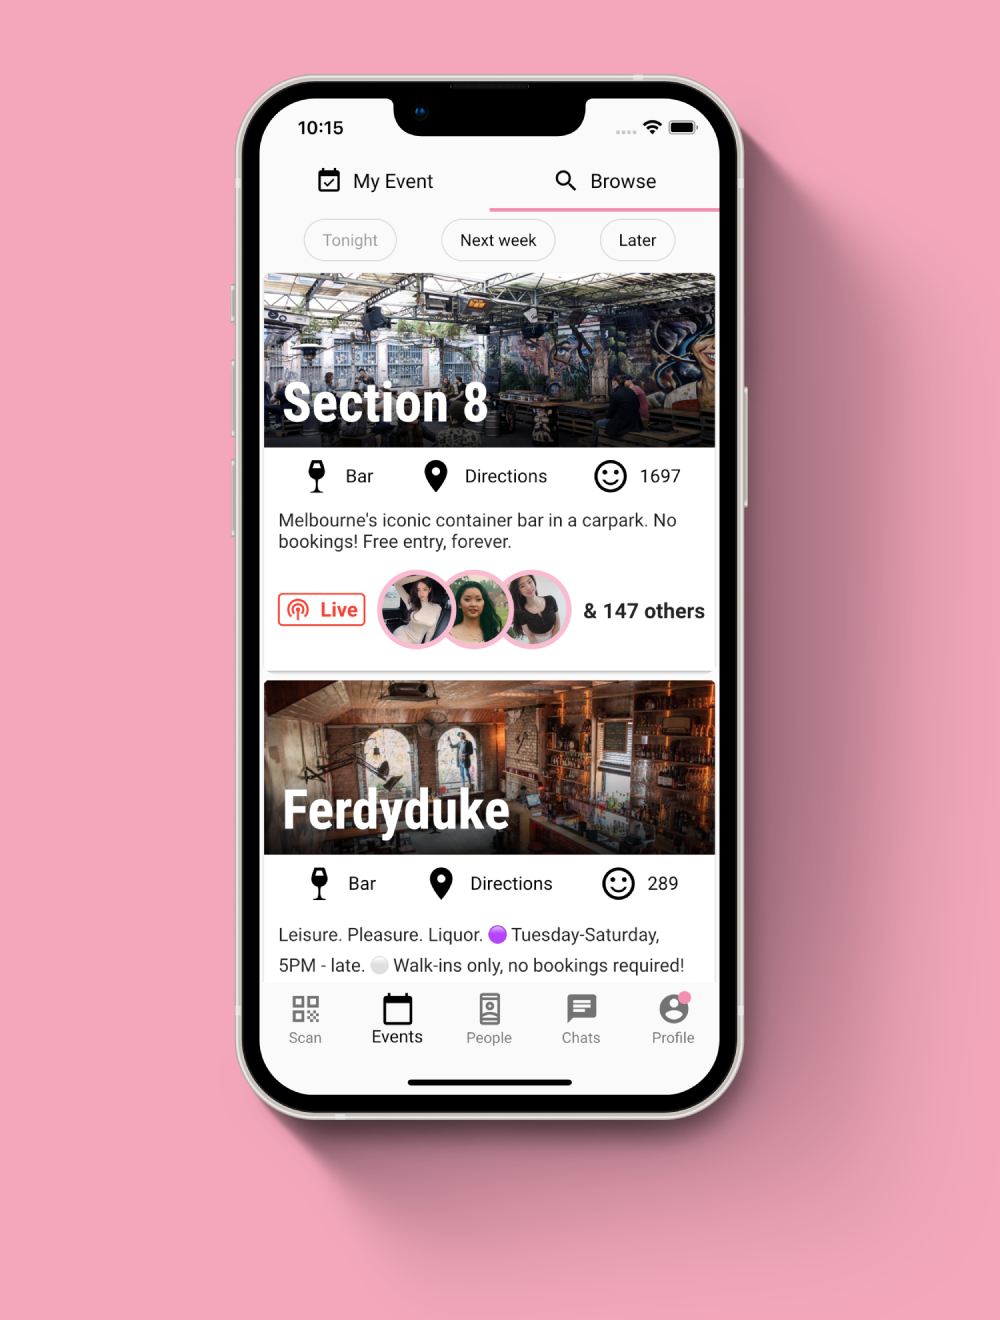 10:15
My Event
Browse
Tonight
Next week
Later
Section 8
Bar
Directions
1697
Melbourne's iconic container bar in a carpark. No
bookings! Free entry, forever.
Live
& 147 others
Ferdyduke
Bar
Directions
289
Leisure. Pleasure. Liquor. 🟣 Tuesday-Saturday,
5PM - late. ⚪ Walk-ins only, no bookings required!
Scan
Events
People
Chats
Profile